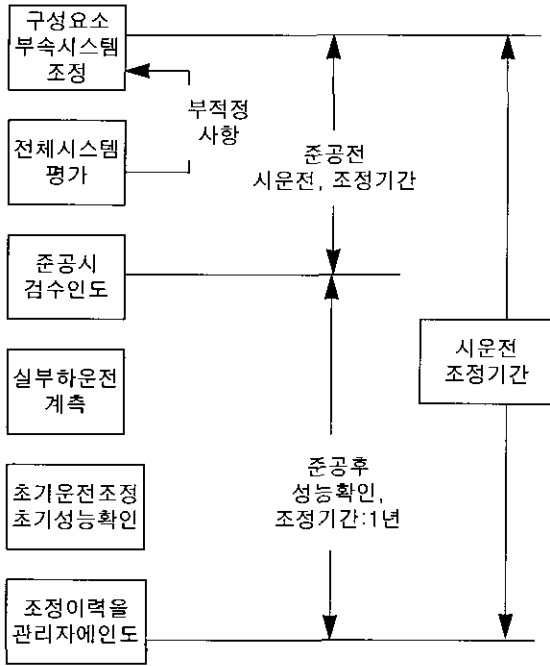 구성요소
부속시스템
조정
부적정
사항
전체시스템
평가
준공전
시운전, 조정기간
준공시
검수인도
시운전
조정기간
실부하운전
계측
준공후
성능확인,
조정기간:1년
초기운전조정
초기성능확인
조정이력을
관리자에인도